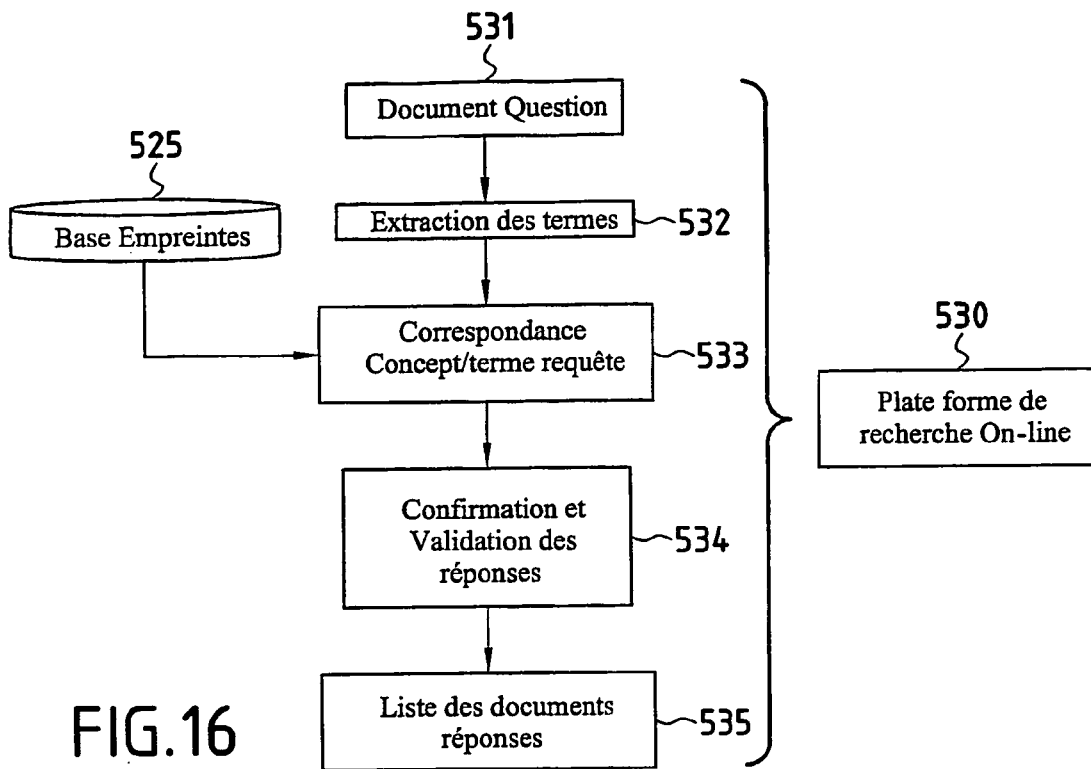 531
Document Question
525
Base Empreintes
Extraction des termes
532
Correspondance
Concept/terme requête
533
530
Plate forme de
recherche On-line
Confirmation et
Validation des
réponses
534
Liste des documents
réponses
535
FIG.16